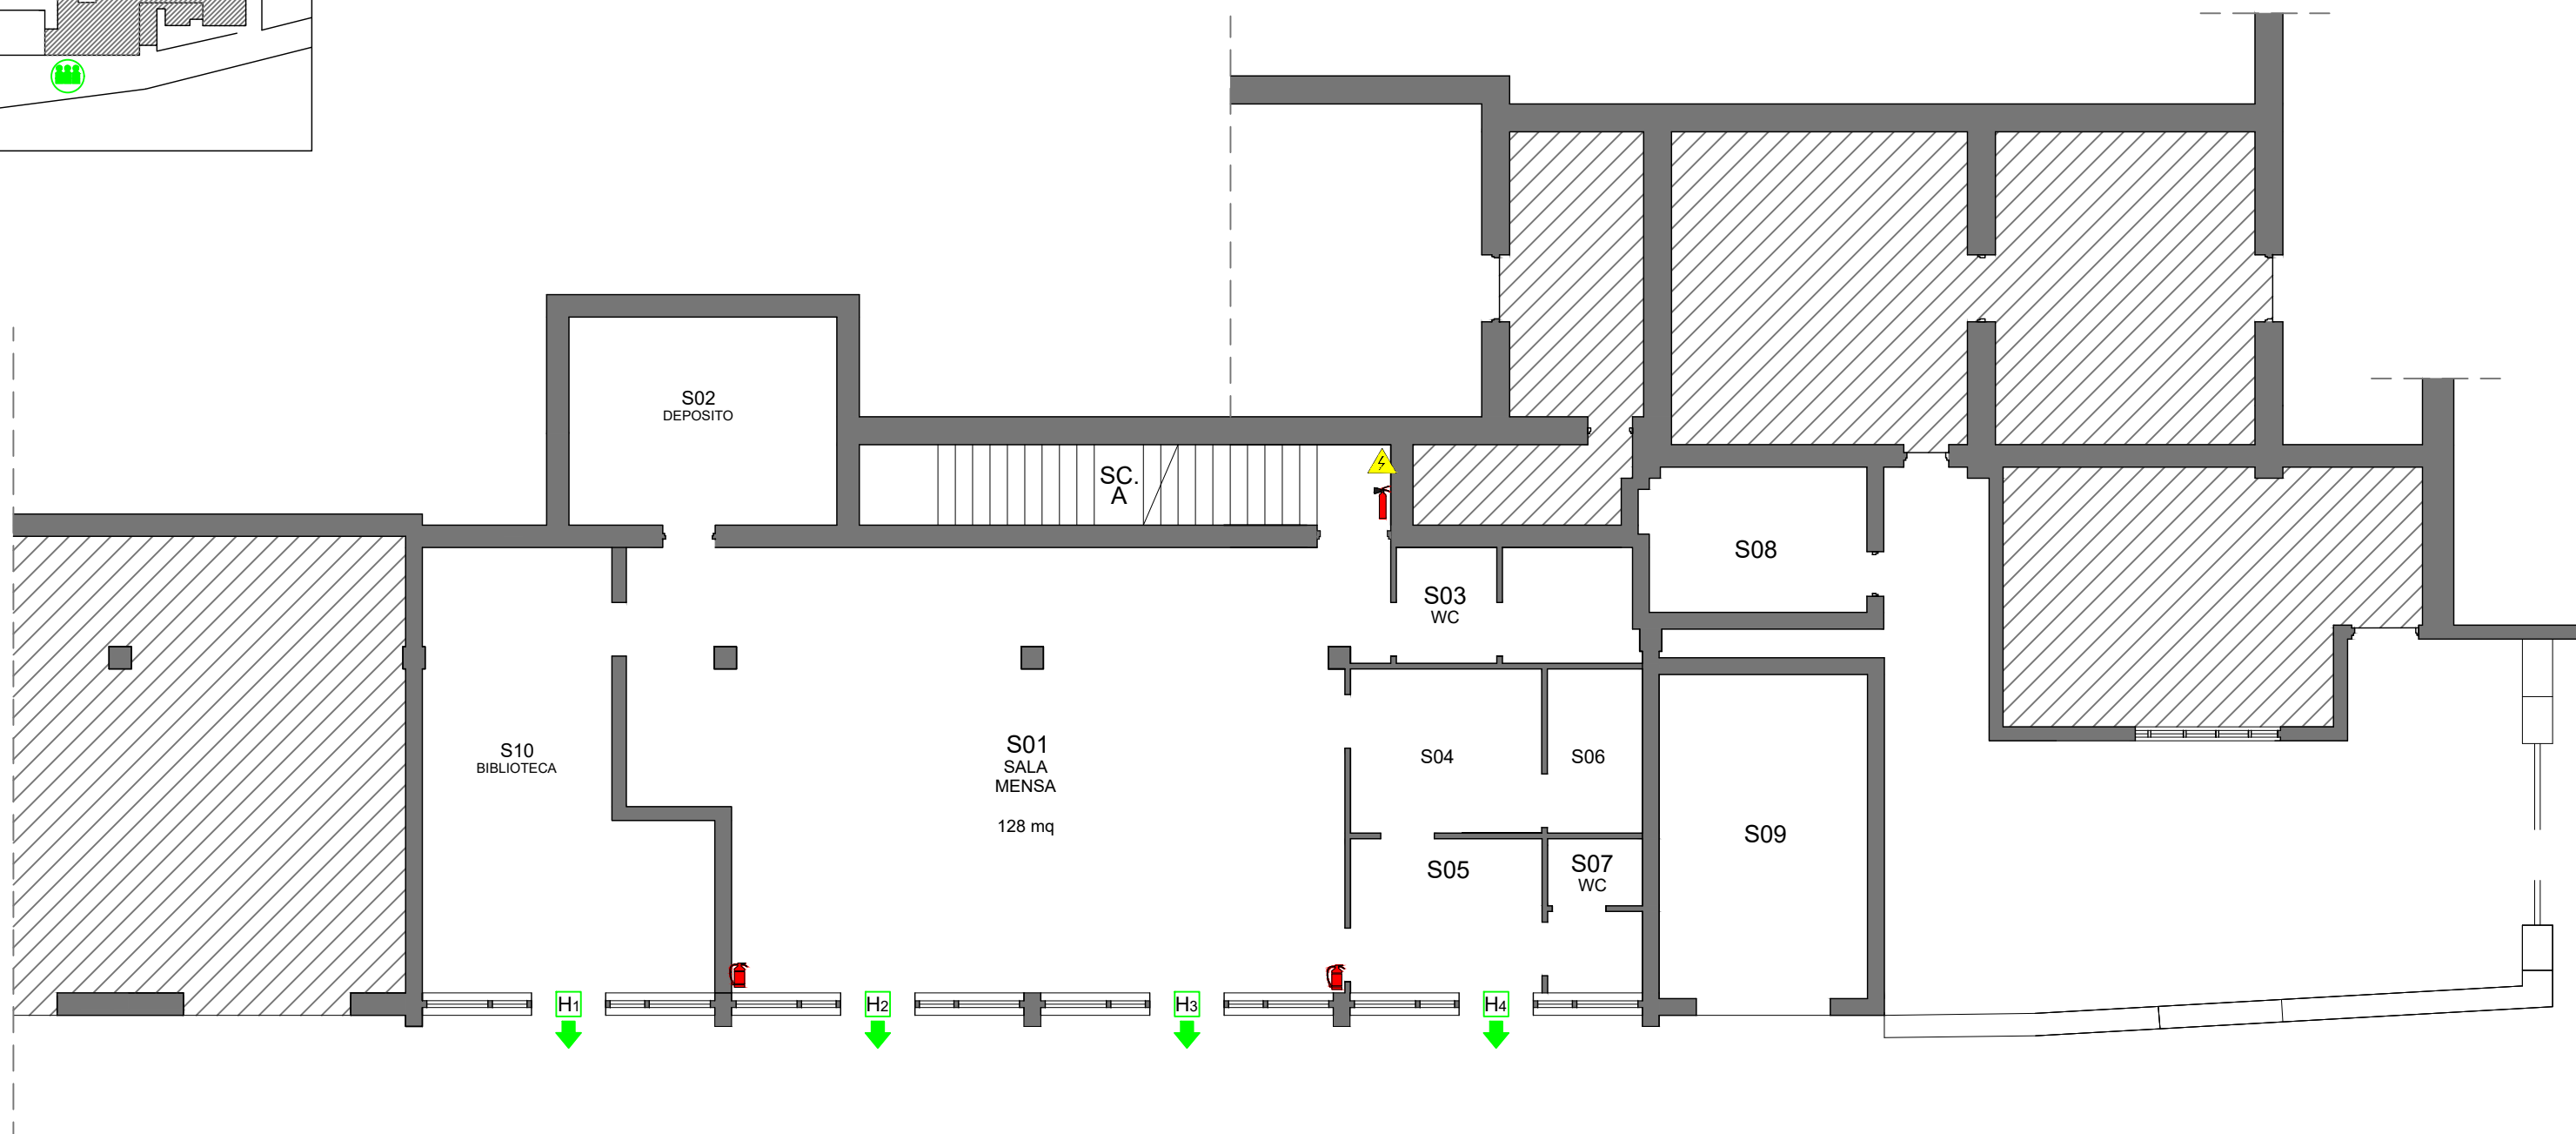 S02
DEPOSITO
SC.
A
S08
S03
WC
S10
BIBLIOTECA
S01
SALA
MENSA
128 mq
S04
S06
S05
S07
WC
S09
H1
H2
H3
H4